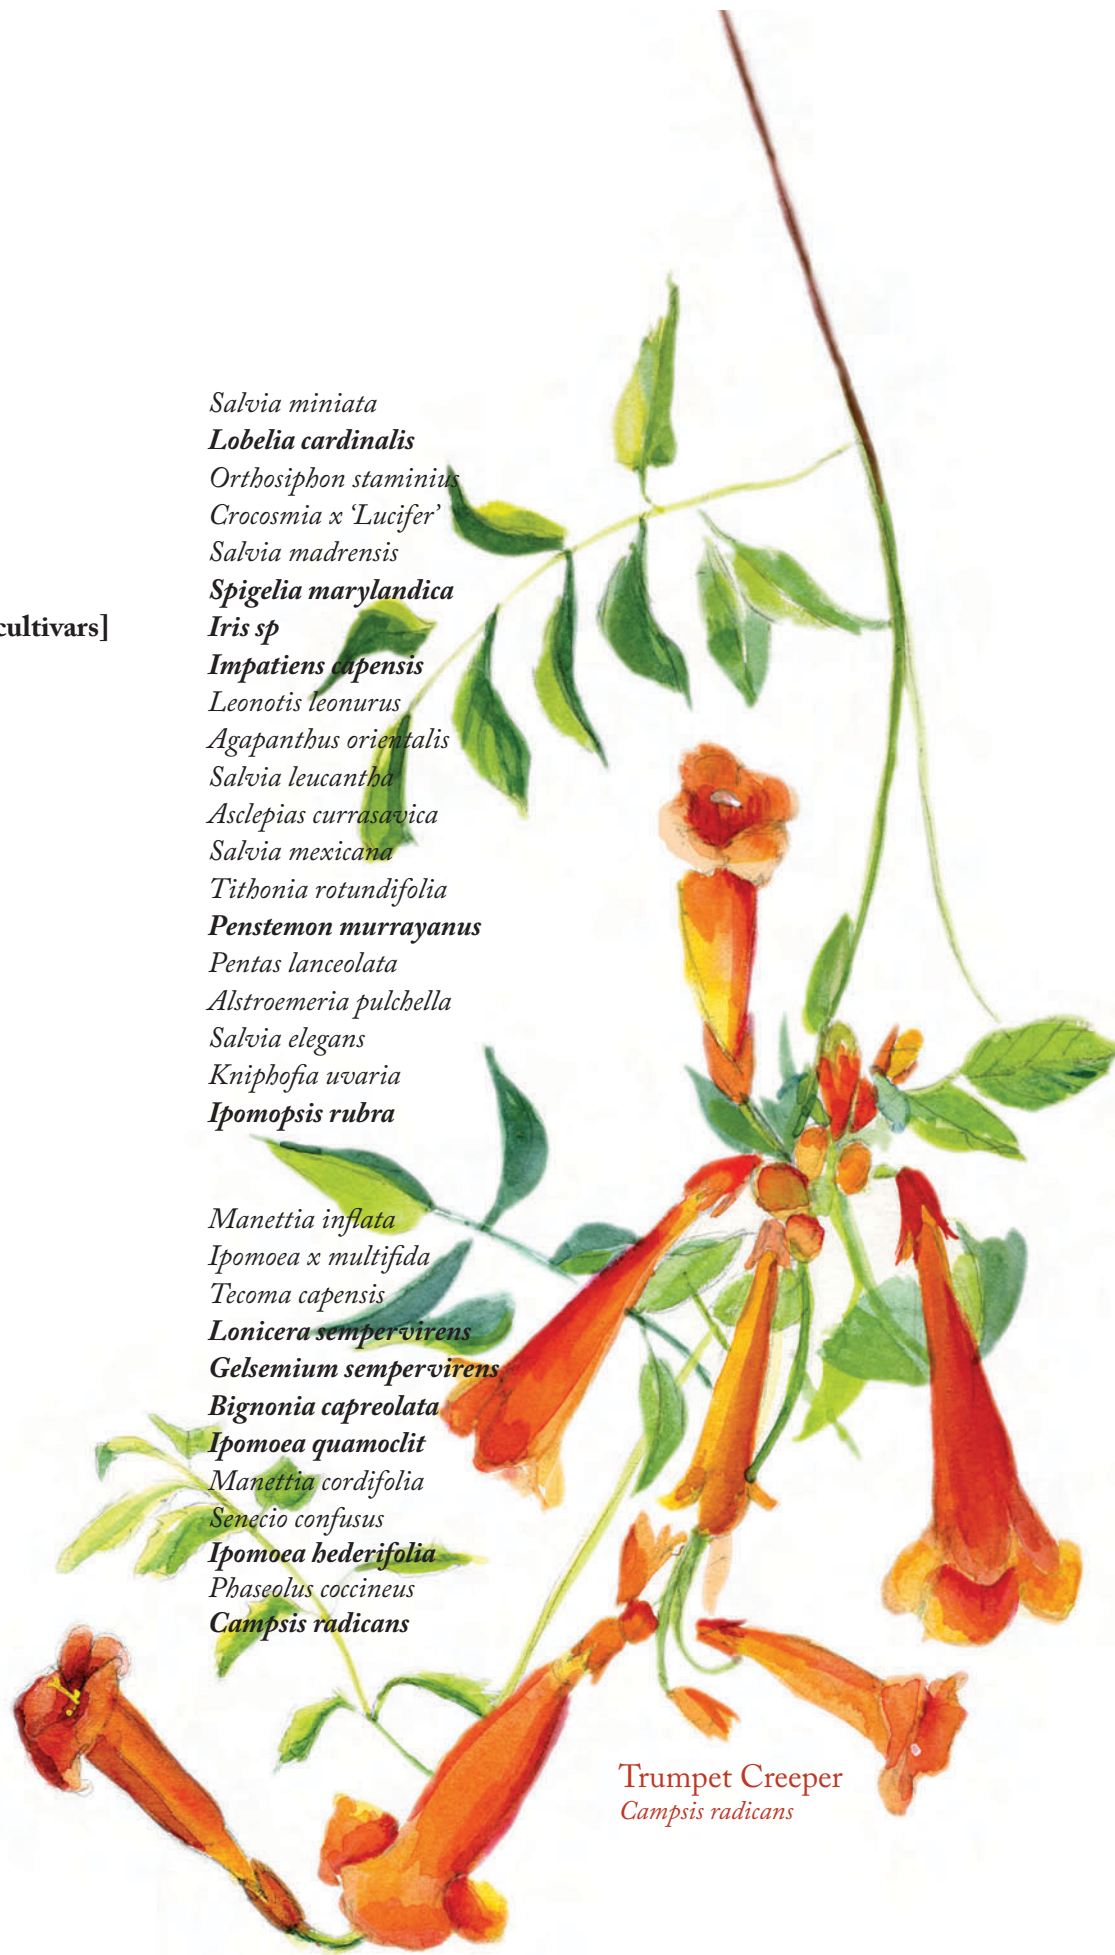 Salvia miniata
Lobelia cardinalis
Orthosiphon staminius
Crocosmia x ‘Lucifer’
Salvia madrensis
Spigelia marylandica
cultivars] Iris sp
Impatiens capensis
Leonotis leonurus
Agapanthus orientalis
Salvia leucantha
Asclepias currasavica
Salvia mexicana
Tithonia rotundifolia
Penstemon murrayanus
Pentas lanceolata
Alstroemeria pulchella
Salvia elegans
Kniphofia uvaria
Ipomopsis rubra
Manettia inflata
Ipomoea x multifida
Tecoma capensis
Lonicera sempervirens
Gelsemium sempervirens
Bignonia capreolata
Ipomoea quamoclit
Manettia cordifolia
Senecio confusus
Ipomoea hederifolia
Phaseolus coccineus
Campsis radicans
Trumpet Creeper
Campsis radicans